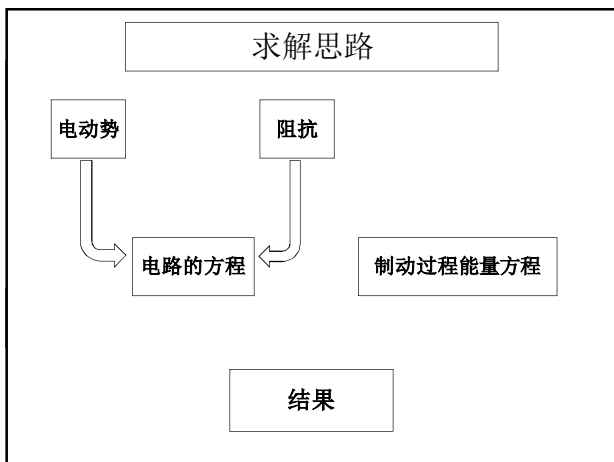 求解思路
电动势
阻抗
电路的方程
制动过程能量方程
结果